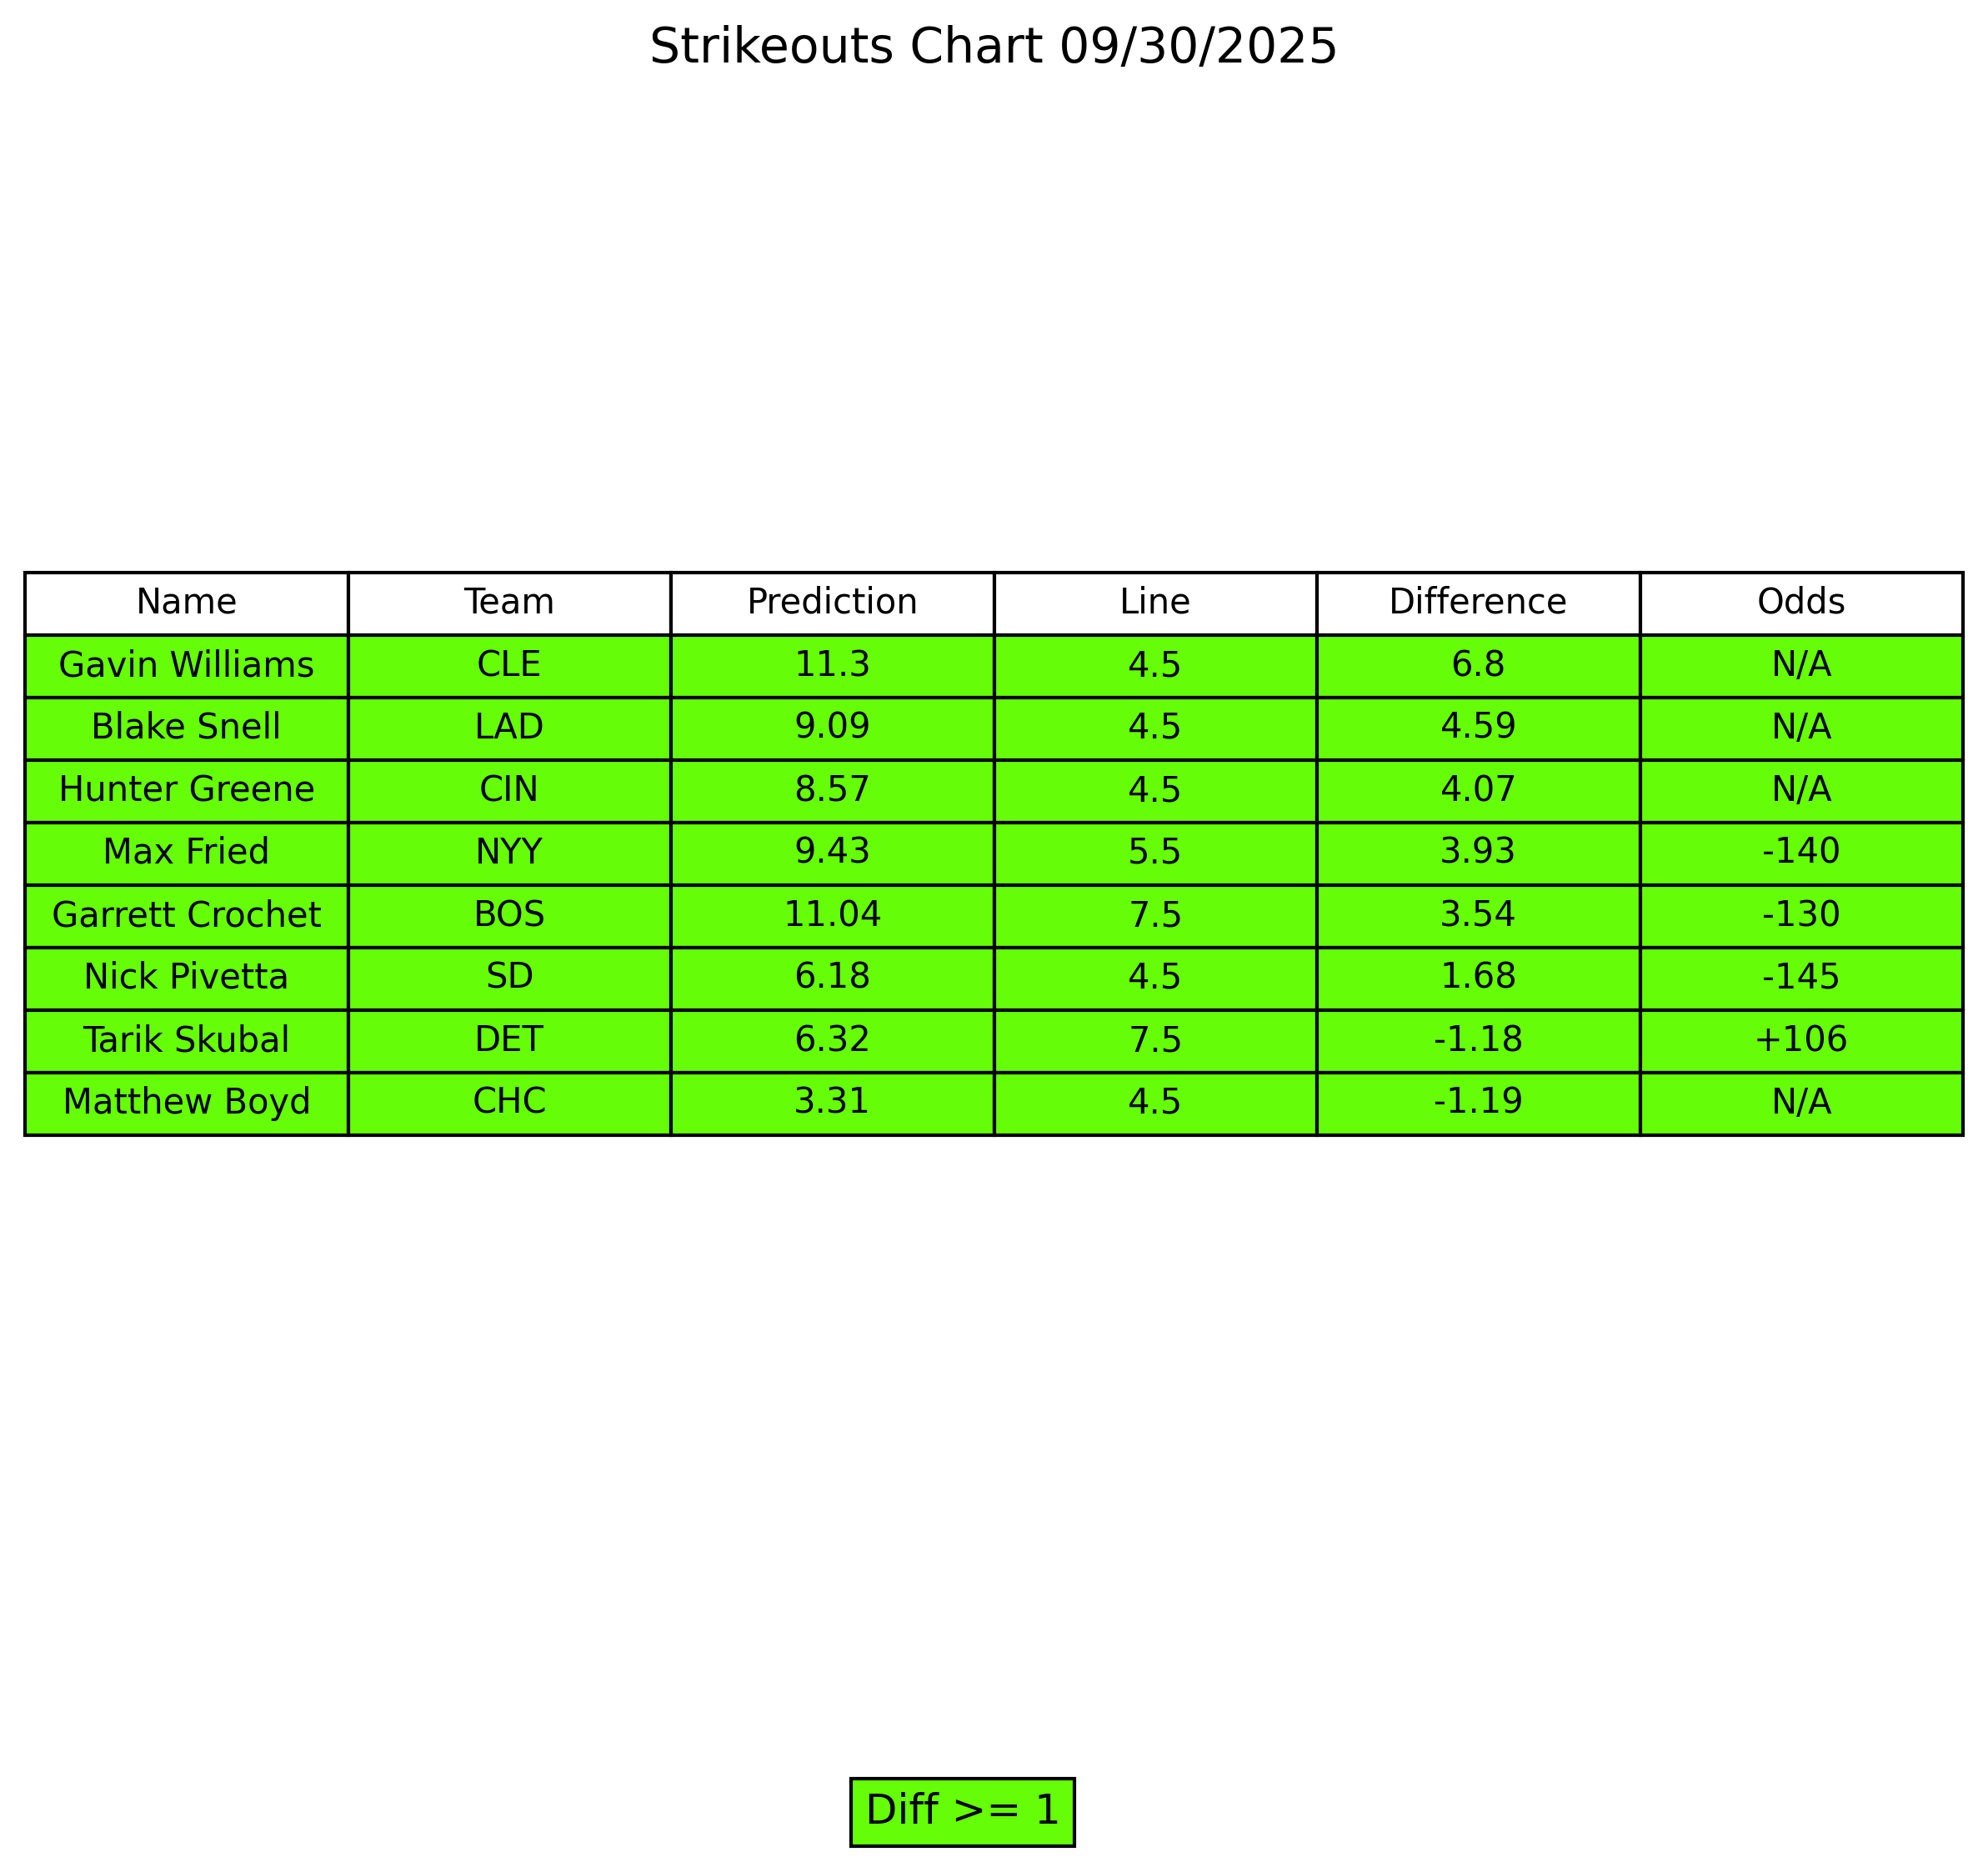 Strikeouts Chart 09/30/2025
Name Team Prediction Line Difference Odds
Gavin Williams CLE 11.3 4.5 6.8 N/A
Blake Snell LAD 9.09 4.5 4.59 N/A
Hunter Greene CIN 8.57 4.5 4.07 N/A
Max Fried NYY 9.43 5.5 3.93 -140
Garrett Crochet BOS 11.04 7.5 3.54 -130
Nick Pivetta SD 6.18 4.5 1.68 -145
Tarik Skubal DET 6.32 7.5 -1.18 +106
Matthew Boyd CHC 3.31 4.5 -1.19 N/A
Diff >= 1